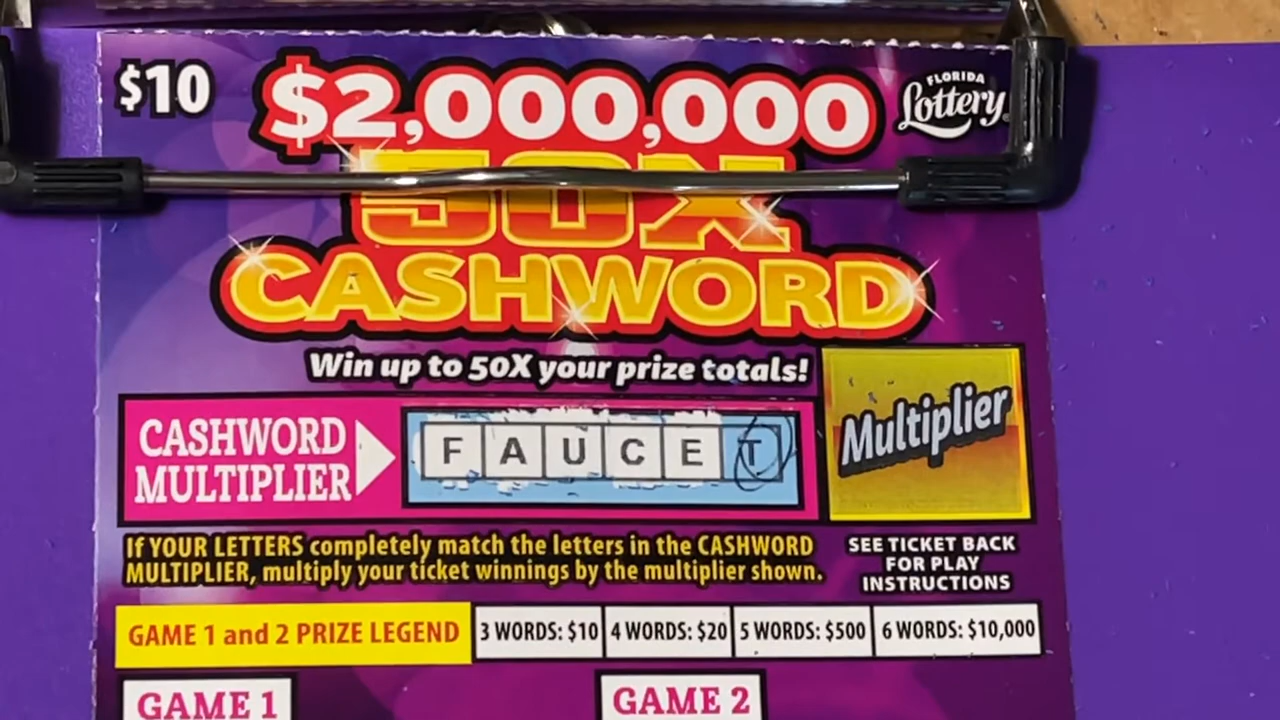 $10
$2,000,000
FLORIDA
Lottery
50X
CASHWORD
Win up to 50X your prize totals!
CASHWORD
MULTIPLIER
F A U C E T
Multiplier
If YOUR LETTERS completely match the letters in the CASHWORD
MULTIPLIER, multiply your ticket winnings by the multiplier shown.
SEE TICKET BACK
FOR PLAY
INSTRUCTIONS
GAME 1 and 2 PRIZE LEGEND
3 WORDS: $10
4 WORDS: $20
5 WORDS: $500
6 WORDS: $10,000
GAME 1
GAME 2